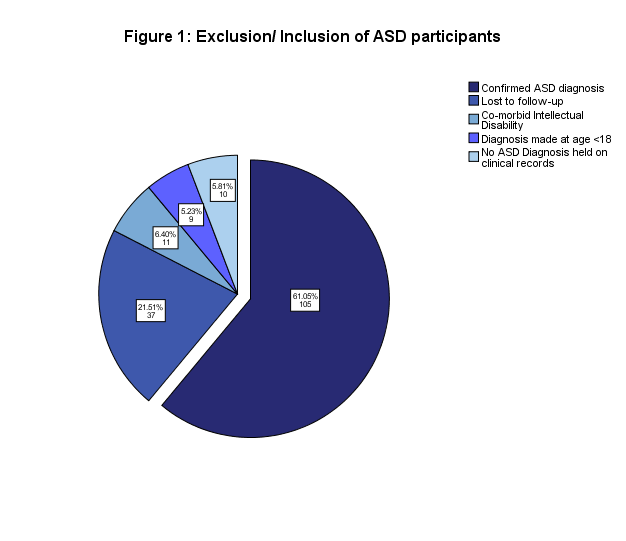 Figure 1: Exclusion/ Inclusion of ASD participants
Confirmed ASD diagnosis
Lost to follow-up
Co-morbid Intellectual
Disability
Diagnosis made at age <18
No ASD Diagnosis held on
clinical records
5.81%
10
5.23%
9
6.40%
11
21.51%
37
61.05%
105